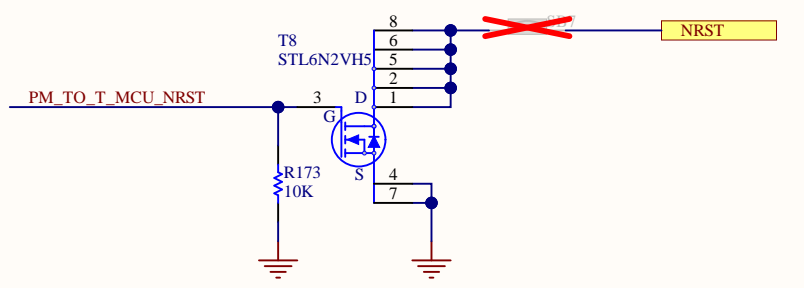 8
T8
6
STL6N2VH5
5
2
D
1
PM_TO_T_MCU_NRST
3
G
S
4
7
R173
10K
NRST